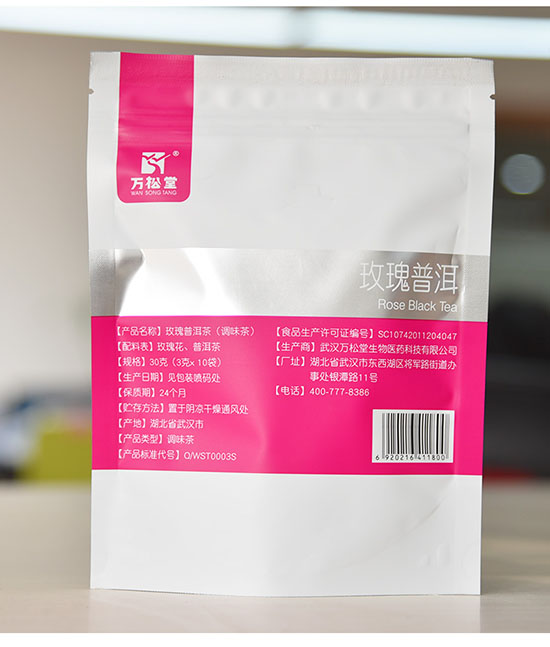 ®
万松堂
WAN SONG TANG
玫瑰普洱
Rose Black Tea
【产品名称】玫瑰普洱茶（调味茶）
【配料表】玫瑰花、普洱茶
【规格】30克（3克x 10袋）
【生产日期】见包装喷码处
【保质期】24个月
【贮存方法】置于阴凉干燥通风处
【产地】湖北省武汉市
【产品类型】调味茶
【产品标准代号】Q/WST0003S
【食品生产许可证编号】SC10742011204047
【生产商】武汉万松堂生物医药科技有限公司
【厂址】湖北省武汉市东西湖区将军路街道办
事处银潭路11号
【电话】400-777-8386
6 920216 411800